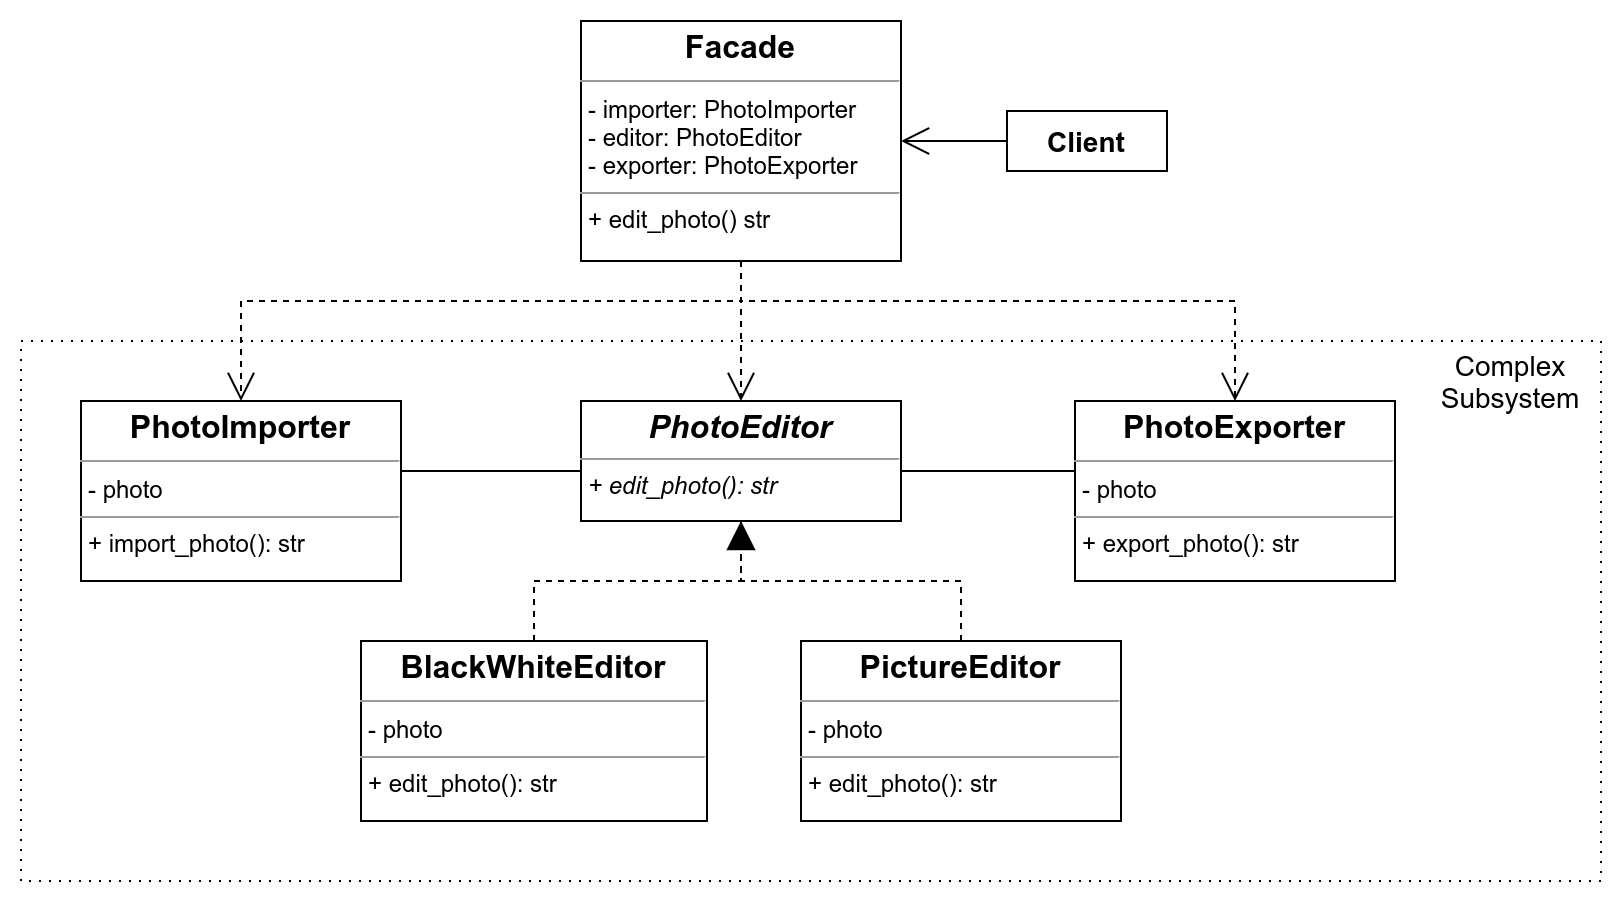 Facade
- importer: PhotoImporter
- editor: PhotoEditor
- exporter: PhotoExporter
+ edit_photo() str
Client
Complex
Subsystem
PhotoImporter
- photo
+ import_photo(): str
PhotoEditor
+ edit_photo(): str
PhotoExporter
- photo
+ export_photo(): str
BlackWhiteEditor
- photo
+ edit_photo(): str
PictureEditor
- photo
+ edit_photo(): str